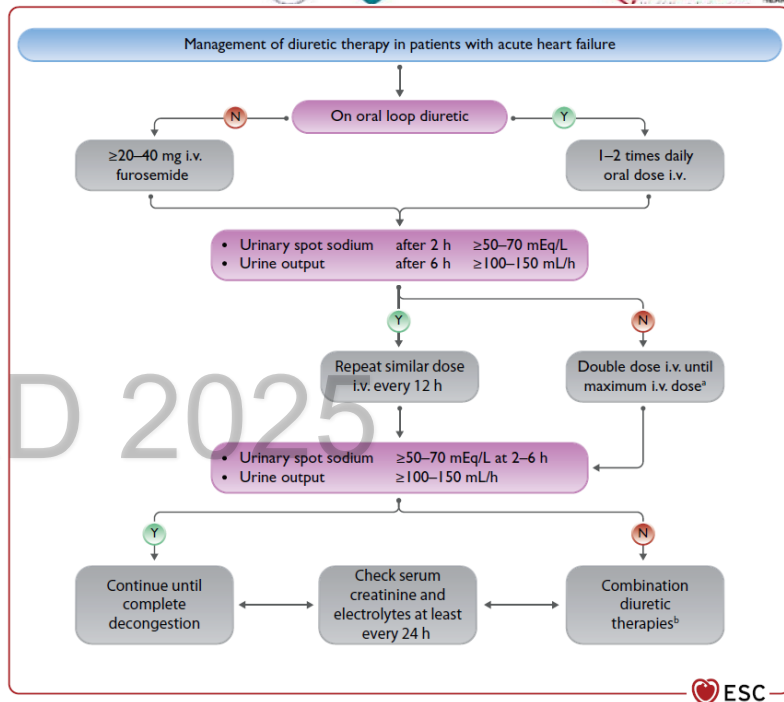 Management of diuretic therapy in patients with acute heart failure
On oral loop diuretic
N
Y
≥20–40 mg i.v.
furosemide
1–2 times daily
oral dose i.v.
• Urinary spot sodium after 2 h ≥50–70 mEq/L
• Urine output after 6 h ≥100–150 mL/h
Y
N
Repeat similar dose
i.v. every 12 h
Double dose i.v. until
maximum i.v. doseᵃ
D 2025
• Urinary spot sodium ≥50–70 mEq/L at 2–6 h
• Urine output ≥100–150 mL/h
Y
N
Continue until
complete
decongestion
Check serum
creatinine and
electrolytes at least
every 24 h
Combination
diuretic
therapiesᵇ
ESC